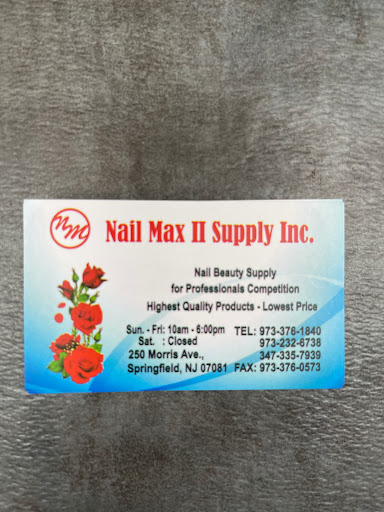 NM
Nail Max II Supply Inc.
Nail Beauty Supply
for Professionals Competition
Highest Quality Products - Lowest Price
Sun. - Fri: 10am - 6:00pm
Sat. : Closed
250 Morris Ave.,
Springfield, NJ 07081
TEL: 973-376-1840
973-232-6738
347-335-7939
FAX: 973-376-0573